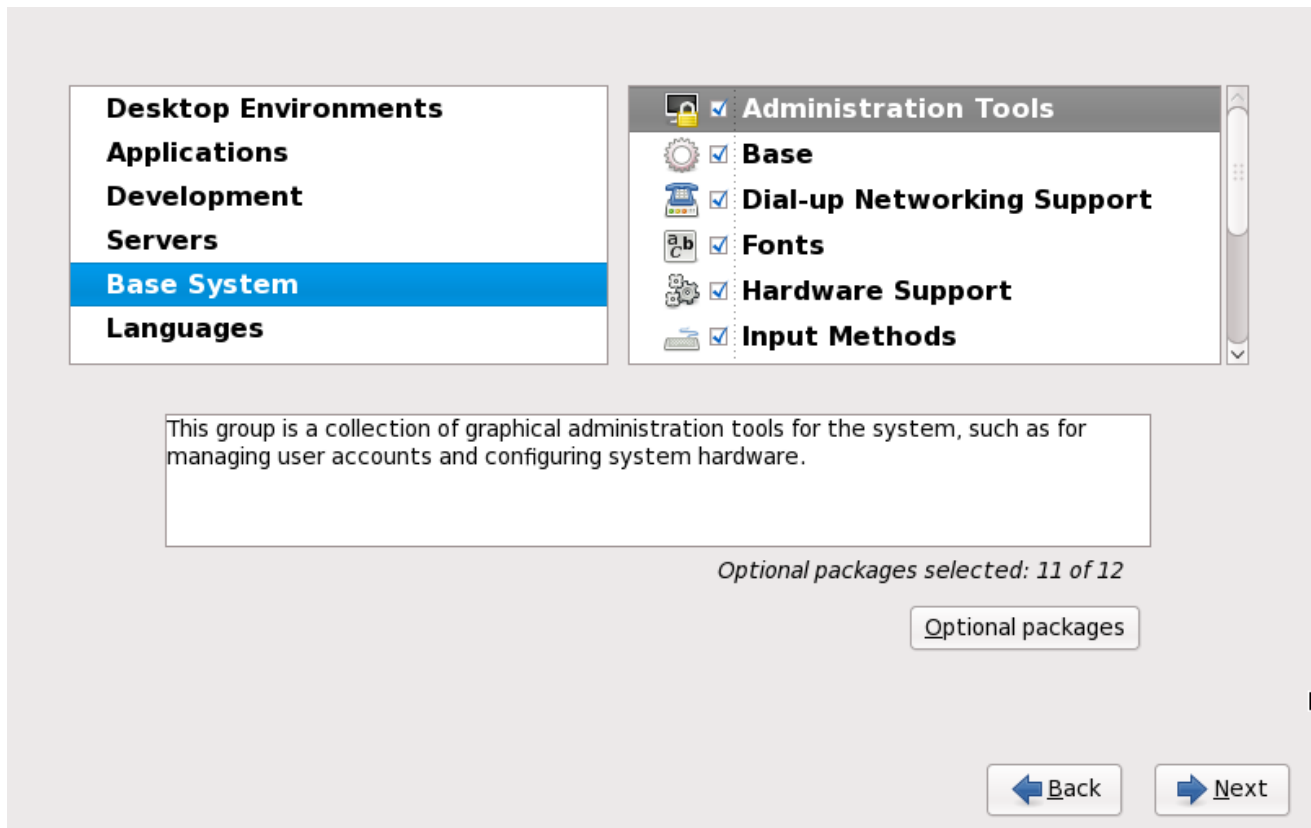 Desktop Environments
Applications
Development
Servers
Base System
Languages
Administration Tools
Base
Dial-up Networking Support
Fonts
Hardware Support
Input Methods
This group is a collection of graphical administration tools for the system, such as for
managing user accounts and configuring system hardware.
Optional packages selected: 11 of 12
Optional packages
Back
Next